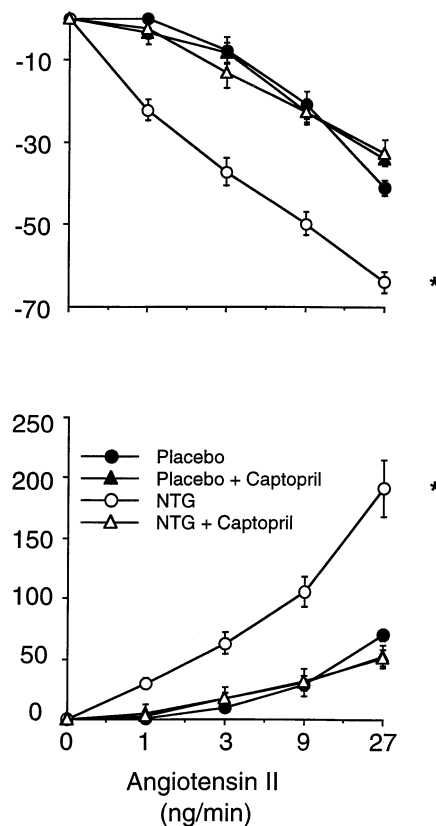 -10
-30
-50
*
-70
250
Placebo
200
Placebo + Captopril
*
NTG
150
NTG + Captopril
100
50
0
0 1 3 9 27
Angiotensin II
(ng/min)